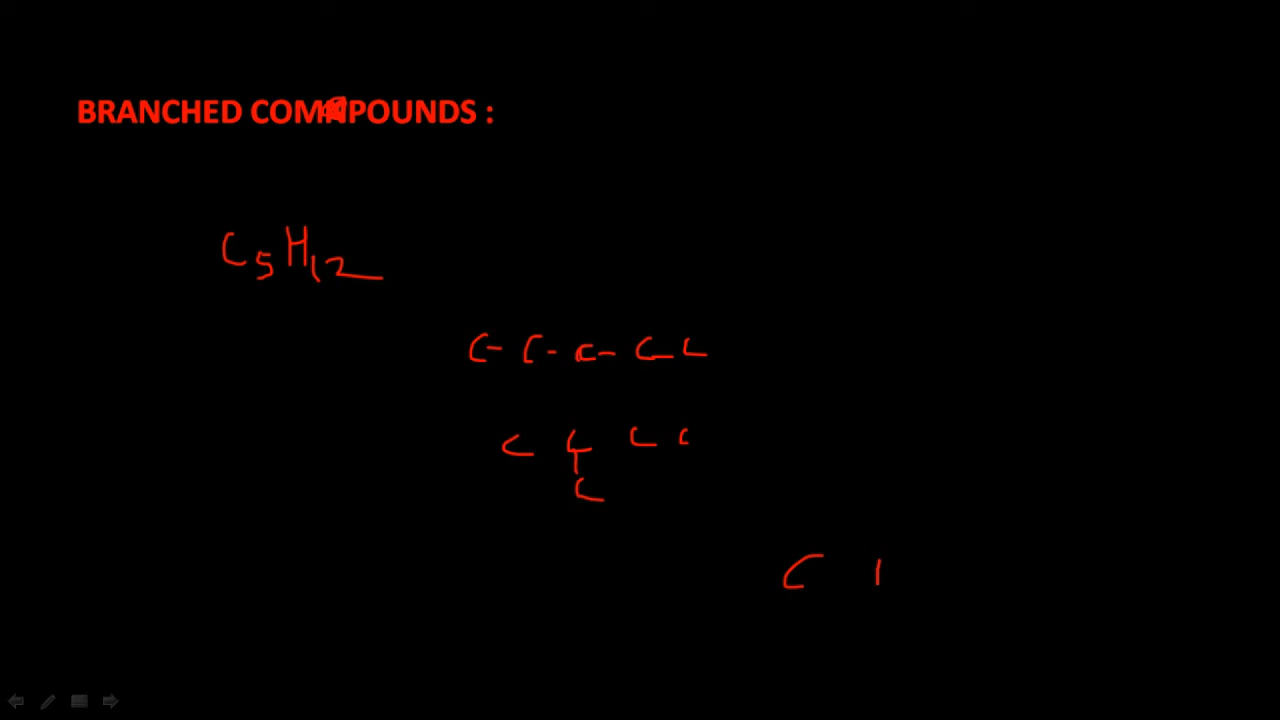 BRANCHED COMPOUNDS :
C5H12
C - C - C - C - C
C C C C
C
C